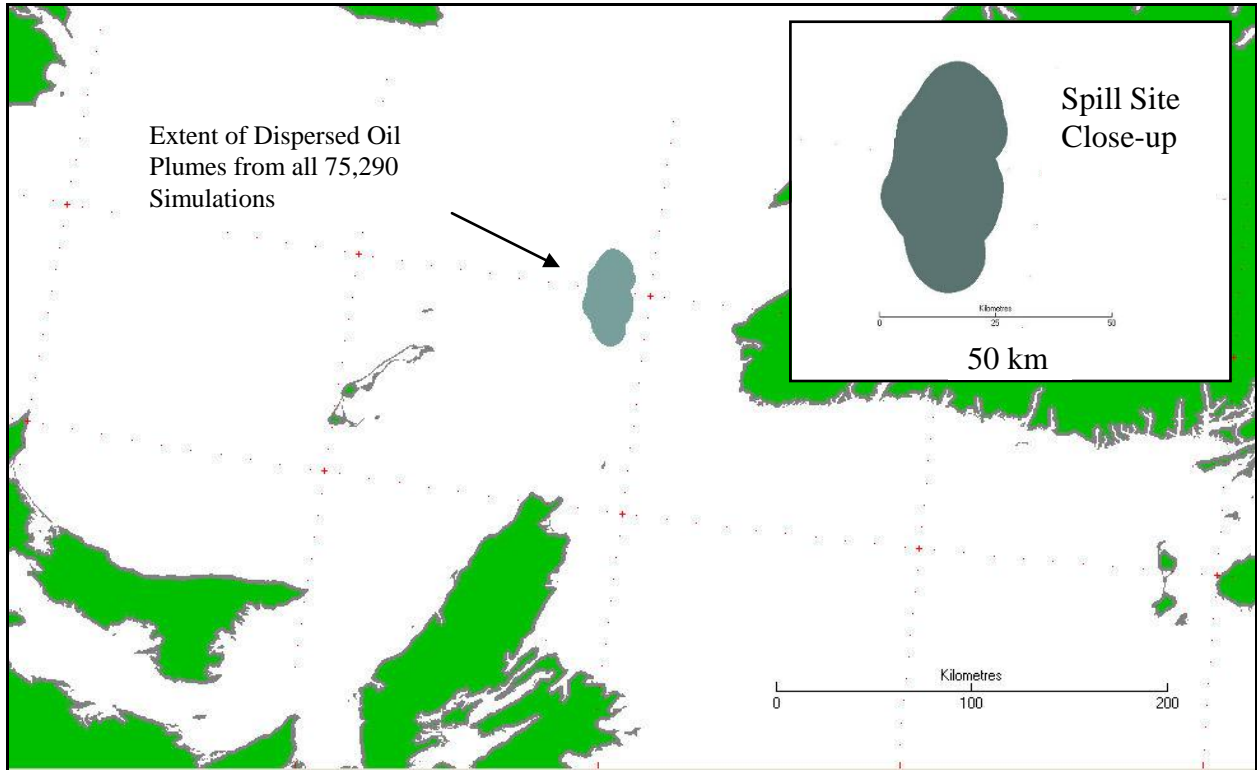 Extent of Dispersed Oil
Plumes from all 75,290
Simulations
Spill Site
Close-up
Kilometres
0 25 50
50 km
Kilometres
0 100 200